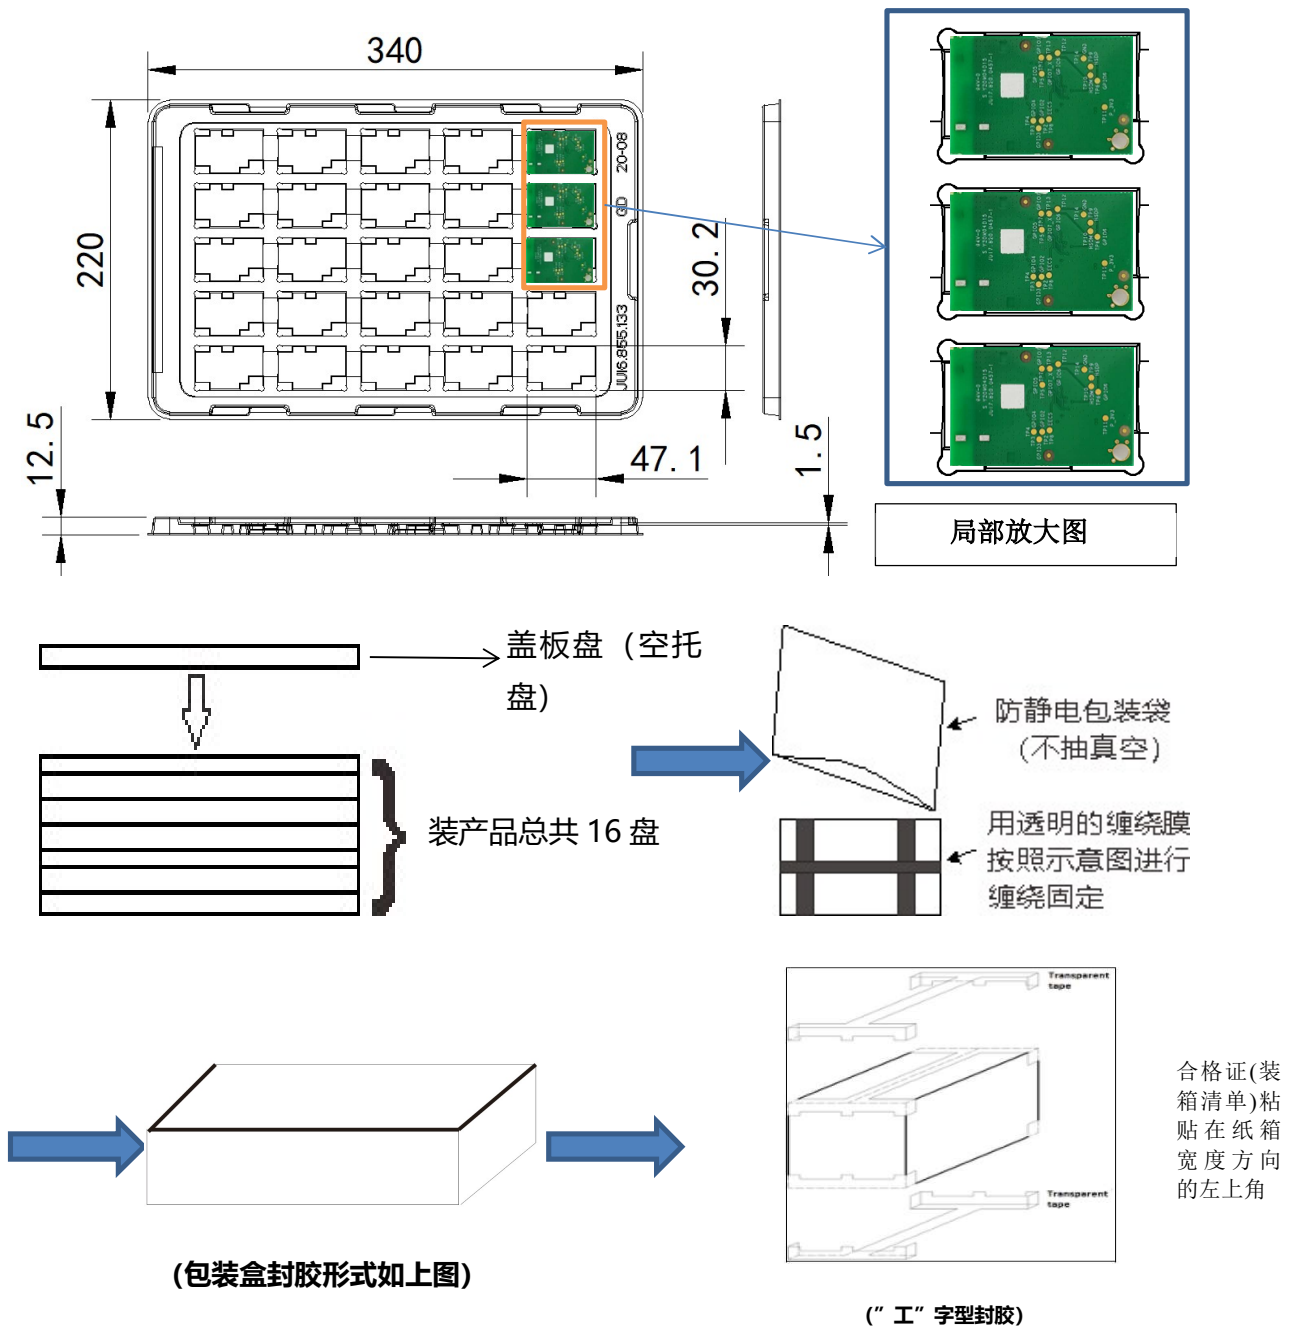 340
220
12.5
20-08
GD
JUI6.855.133
30.2
47.1
1.5
局部放大图
盖板盘（空托
盘）
装产品总共 16 盘
防静电包装袋
（不抽真空）
用透明的缠绕膜
按照示意图进行
缠绕固定
Transparent
tape
Transparent
tape
合格证(装
箱清单)粘
贴在纸箱
宽度方向
的左上角
(包装盒封胶形式如上图)
(”工”字型封胶)